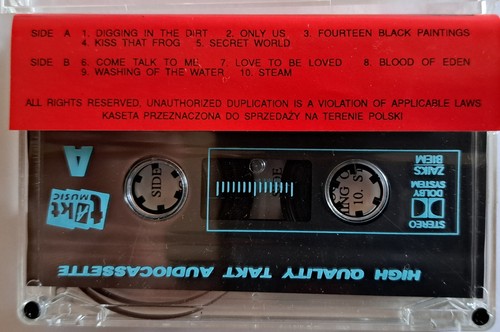 SIDE A 1. DIGGING IN THE DIRT 2. ONLY US 3. FOURTEEN BLACK PAINTINGS
4. KISS THAT FROG 5. SECRET WORLD
SIDE B 6. COME TALK TO ME 7. LOVE TO BE LOVED 8. BLOOD OF EDEN
9. WASHING OF THE WATER 10. STEAM
ALL RIGHTS RESERVED, UNAUTHORIZED DUPLICATION IS A VIOLATION OF APPLICABLE LAWS
KASETA PRZEZNACZONA DO SPRZEDAŻY NA TERENIE POLSKI
A
takt
MUSIC
SIDE
SIDE
ING O
10. S
ZAIKS
BIEM
DOLBY
SYSTEM
STEREO
HIGH QUALITY TAKT AUDIOCASSETTE